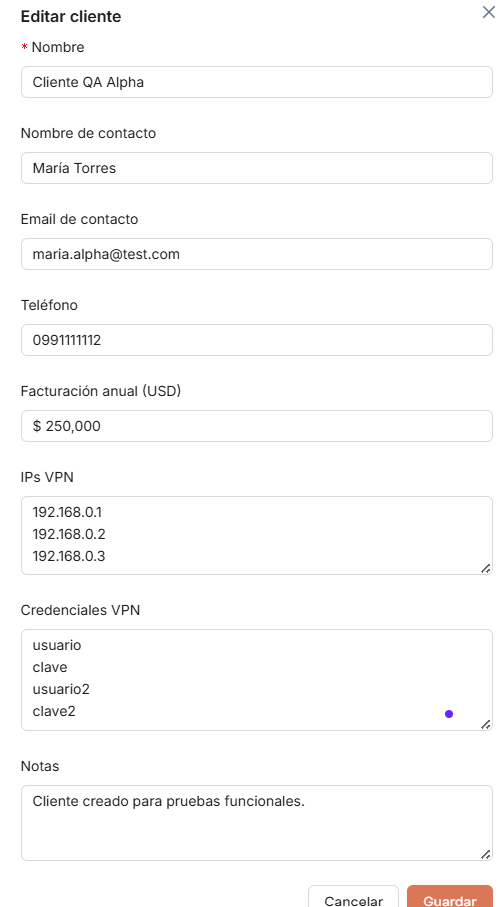 Editar cliente
* Nombre
Cliente QA Alpha
Nombre de contacto
María Torres
Email de contacto
maria.alpha@test.com
Teléfono
0991111112
Facturación anual (USD)
$ 250,000
IPs VPN
192.168.0.1
192.168.0.2
192.168.0.3
Credenciales VPN
usuario
clave
usuario2
clave2
Notas
Cliente creado para pruebas funcionales.
Cancelar Guardar